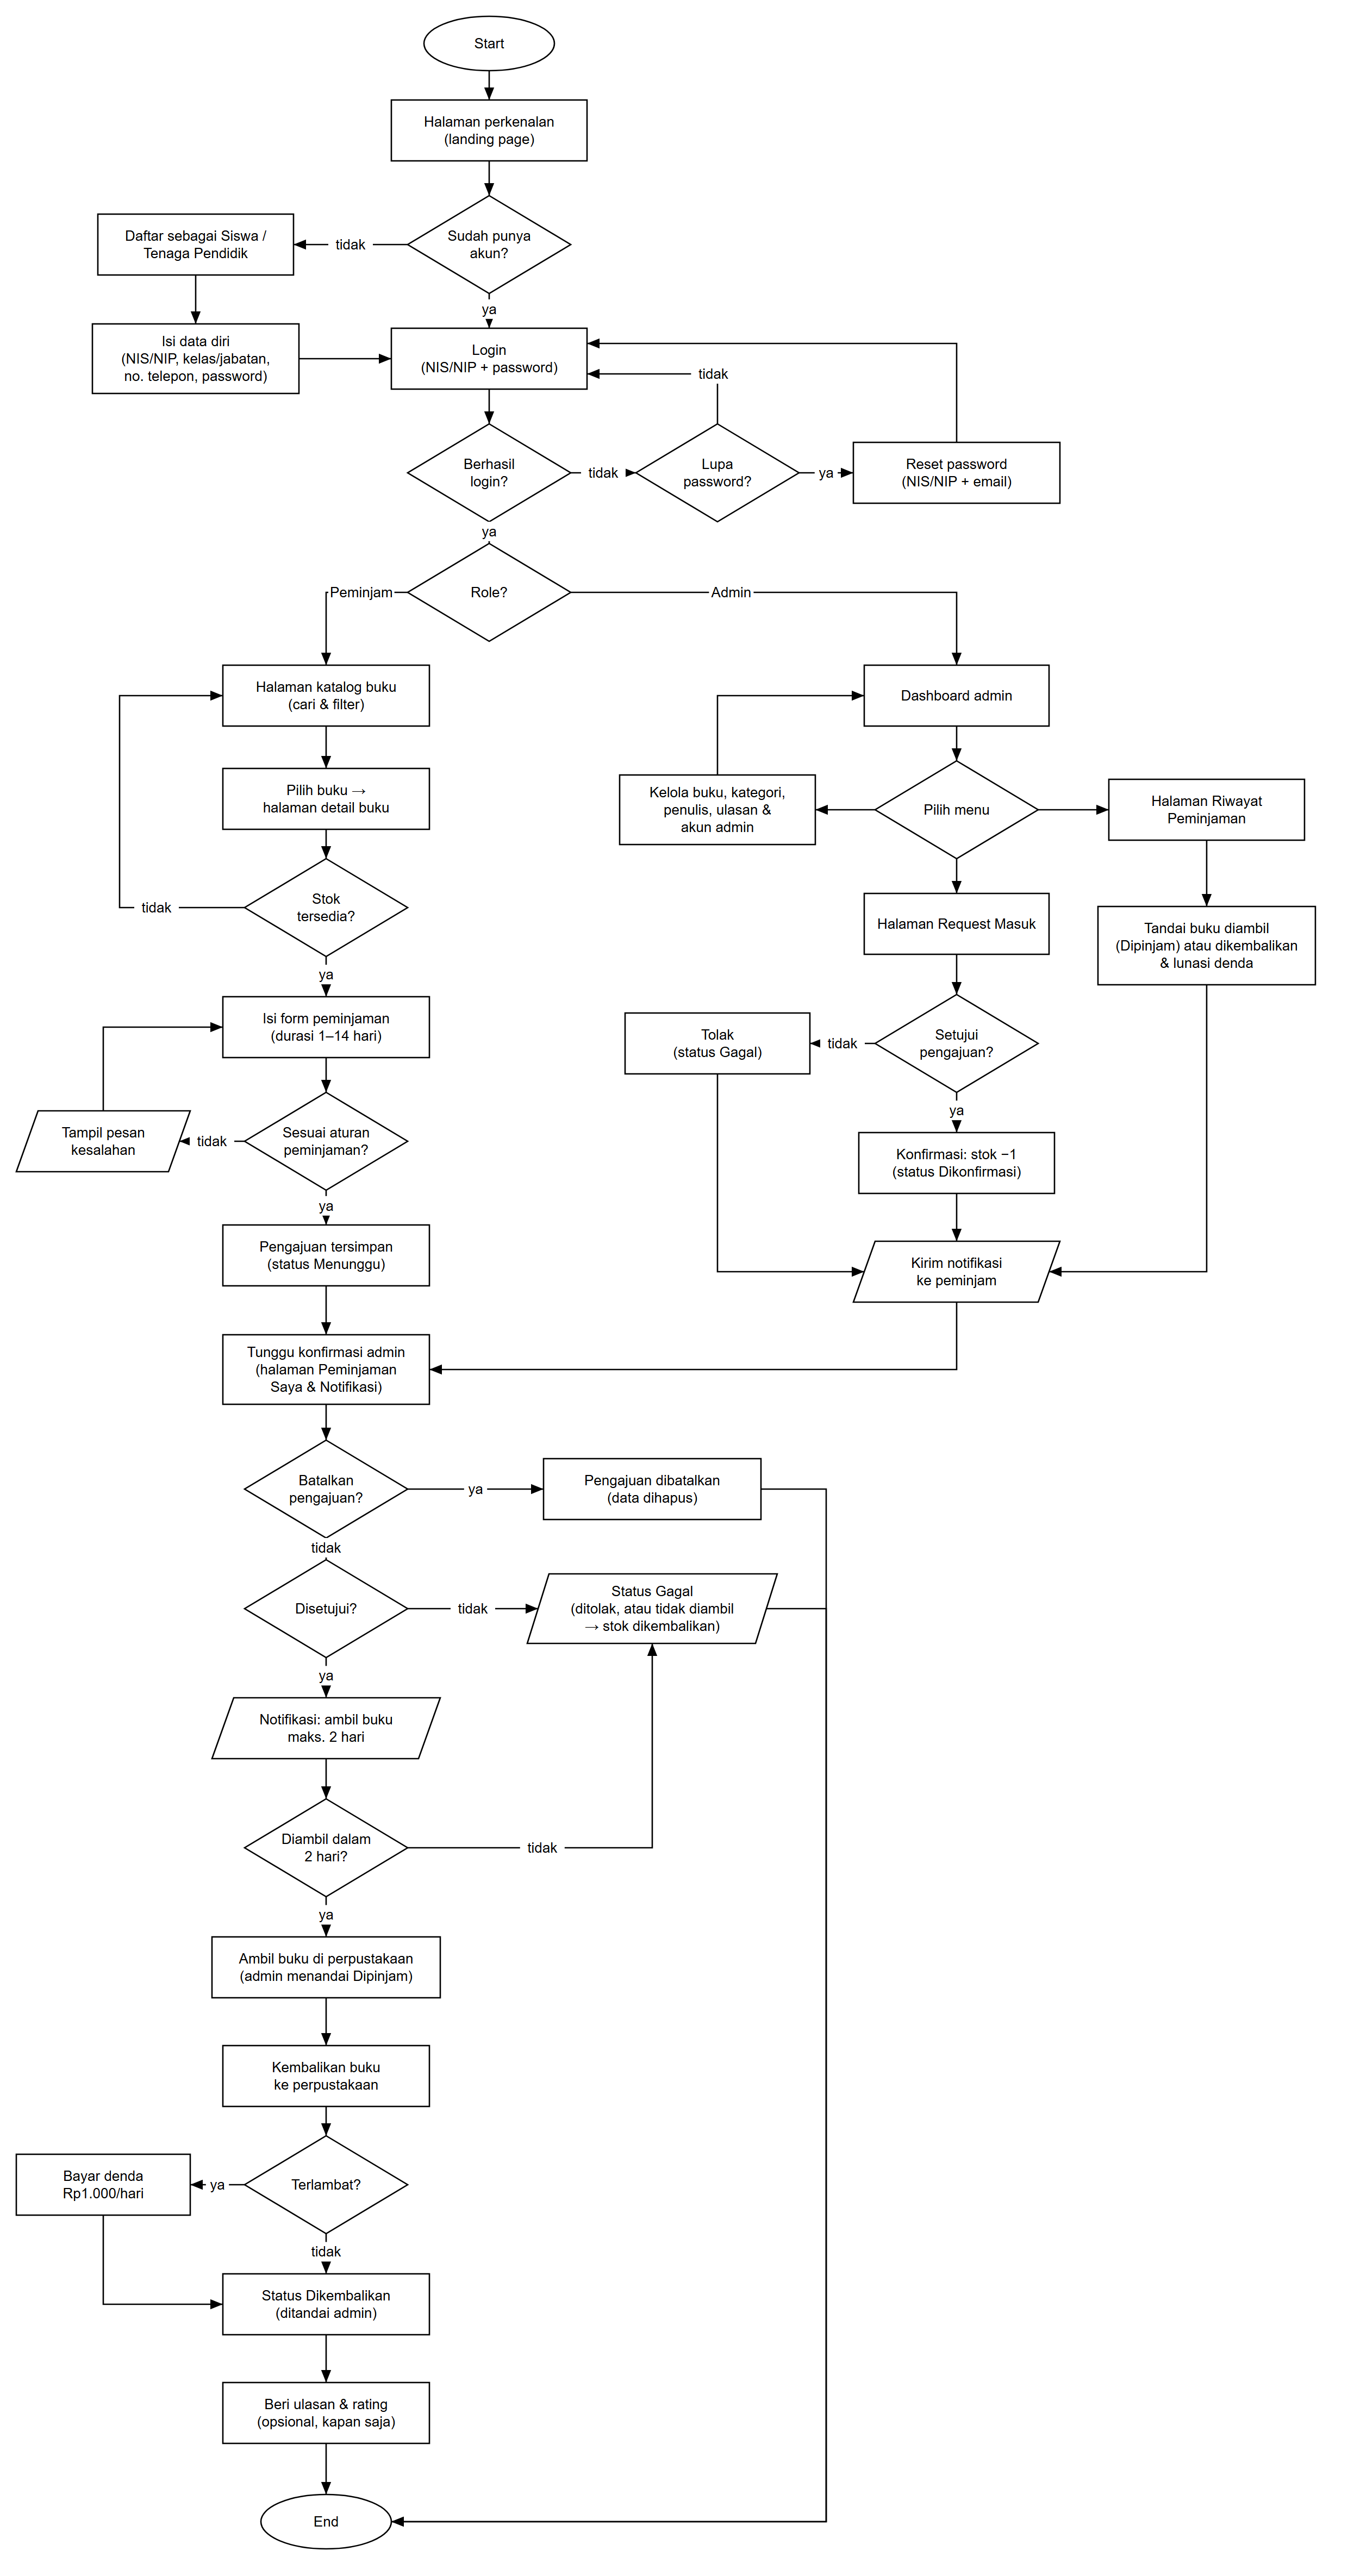 Start
Halaman perkenalan
(landing page)
Sudah punya
akun?
tidak
Daftar sebagai Siswa /
Tenaga Pendidik
ya
Isi data diri
(NIS/NIP, kelas/jabatan,
no. telepon, password)
Login
(NIS/NIP + password)
tidak
Berhasil
login?
tidak
Lupa
password?
ya
Reset password
(NIS/NIP + email)
ya
Peminjam
Role?
Admin
Halaman katalog buku
(cari & filter)
Dashboard admin
Pilih buku →
halaman detail buku
Kelola buku, kategori,
penulis, ulasan &
akun admin
Pilih menu
Halaman Riwayat
Peminjaman
Stok
tersedia?
tidak
Halaman Request Masuk
Tandai buku diambil
(Dipinjam) atau dikembalikan
& lunasi denda
ya
Isi form peminjaman
(durasi 1–14 hari)
Tolak
(status Gagal)
tidak
Setujui
pengajuan?
ya
Tampil pesan
kesalahan
tidak
Sesuai aturan
peminjaman?
Konfirmasi: stok −1
(status Dikonfirmasi)
ya
Pengajuan tersimpan
(status Menunggu)
Kirim notifikasi
ke peminjam
Tunggu konfirmasi admin
(halaman Peminjaman
Saya & Notifikasi)
Batalkan
pengajuan?
ya
Pengajuan dibatalkan
(data dihapus)
tidak
Disetujui?
tidak
Status Gagal
(ditolak, atau tidak diambil
→ stok dikembalikan)
ya
Notifikasi: ambil buku
maks. 2 hari
Diambil dalam
2 hari?
tidak
ya
Ambil buku di perpustakaan
(admin menandai Dipinjam)
Kembalikan buku
ke perpustakaan
Bayar denda
Rp1.000/hari
ya
Terlambat?
tidak
Status Dikembalikan
(ditandai admin)
Beri ulasan & rating
(opsional, kapan saja)
End